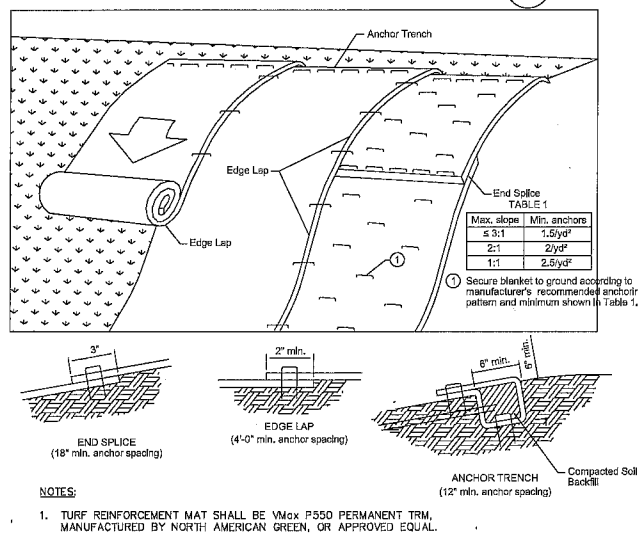 Anchor Trench
Edge Lap
End Splice
TABLE 1
Max. slope Min. anchors
≤ 3:1 1.5/yd²
2:1 2/yd²
1:1 2.5/yd²
Edge Lap
1
1 Secure blanket to ground according to
manufacturer's recommended anchorin
pattern and minimum shown in Table 1.
3"
END SPLICE
(18" min. anchor spacing)
2" min.
EDGE LAP
(4'-0" min. anchor spacing)
6" min.
6" min.
Compacted Soil
Backfill
ANCHOR TRENCH
(12" min. anchor spacing)
NOTES:
1. TURF REINFORCEMENT MAT SHALL BE VMax P550 PERMANENT TRM,
MANUFACTURED BY NORTH AMERICAN GREEN, OR APPROVED EQUAL.